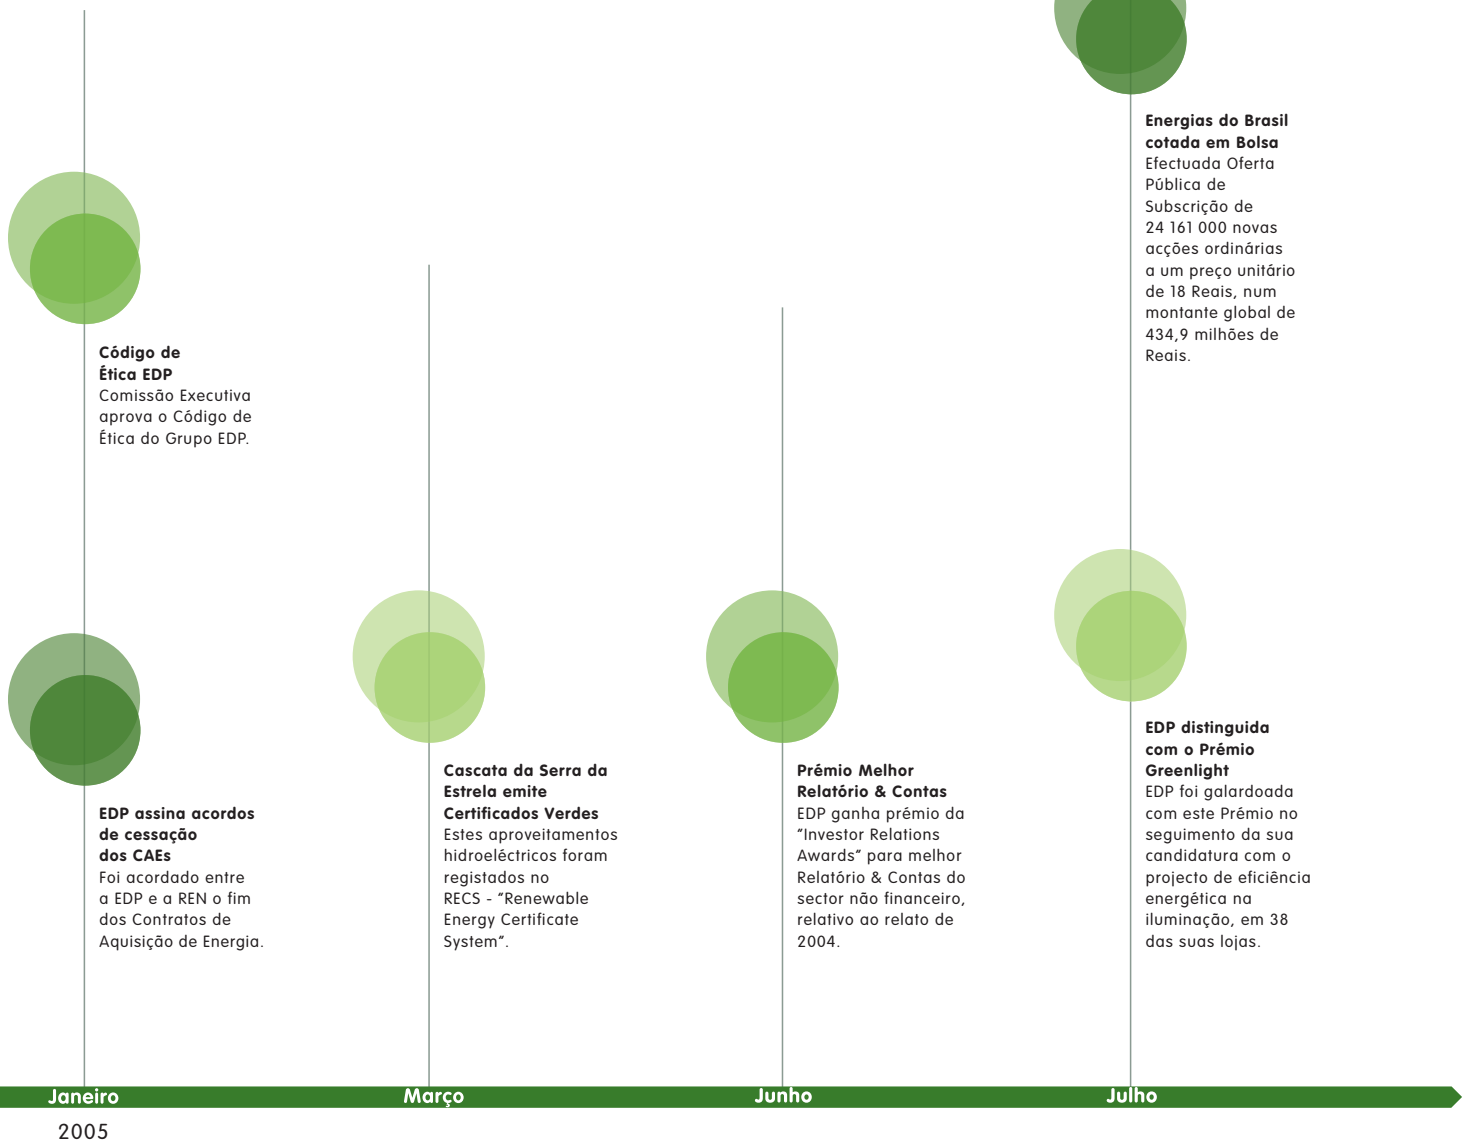 Código de
Ética EDP
Comissão Executiva
aprova o Código de
Ética do Grupo EDP.
EDP assina acordos
de cessação
dos CAEs
Foi acordado entre
a EDP e a REN o fim
dos Contratos de
Aquisição de Energia.
Cascata da Serra da
Estrela emite
Certificados Verdes
Estes aproveitamentos
hidroeléctricos foram
registados no
RECS - "Renewable
Energy Certificate
System".
Prémio Melhor
Relatório & Contas
EDP ganha prémio da
"Investor Relations
Awards" para melhor
Relatório & Contas do
sector não financeiro,
relativo ao relato de
2004.
Energias do Brasil
cotada em Bolsa
Efectuada Oferta
Pública de
Subscrição de
24 161 000 novas
acções ordinárias
a um preço unitário
de 18 Reais, num
montante global de
434,9 milhões de
Reais.
EDP distinguida
com o Prémio
Greenlight
EDP foi galardoada
com este Prémio no
seguimento da sua
candidatura com o
projecto de eficiência
energética na
iluminação, em 38
das suas lojas.
Janeiro
Março
Junho
Julho
2005